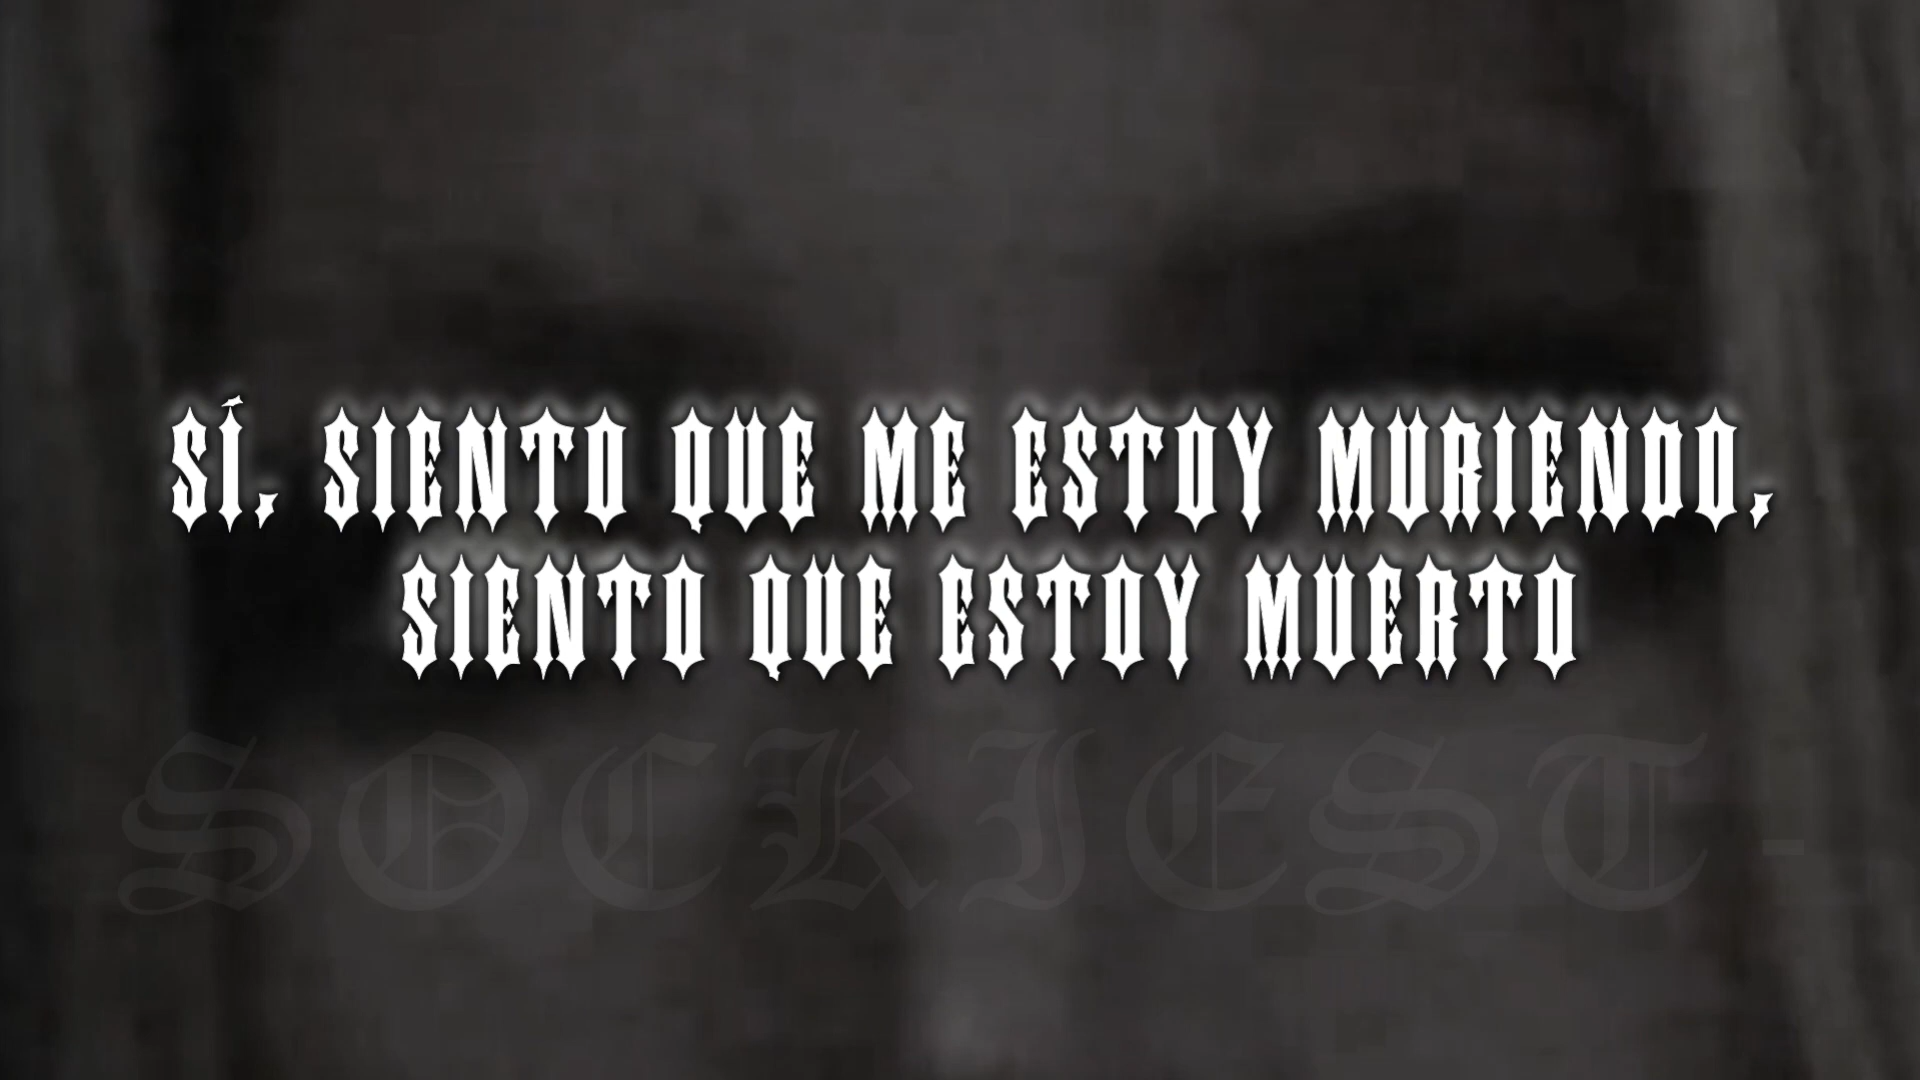 SÍ, SIENTO QUE ME ESTOY MURIENDO,
SIENTO QUE ESTOY MUERTO
SOCKIEST -